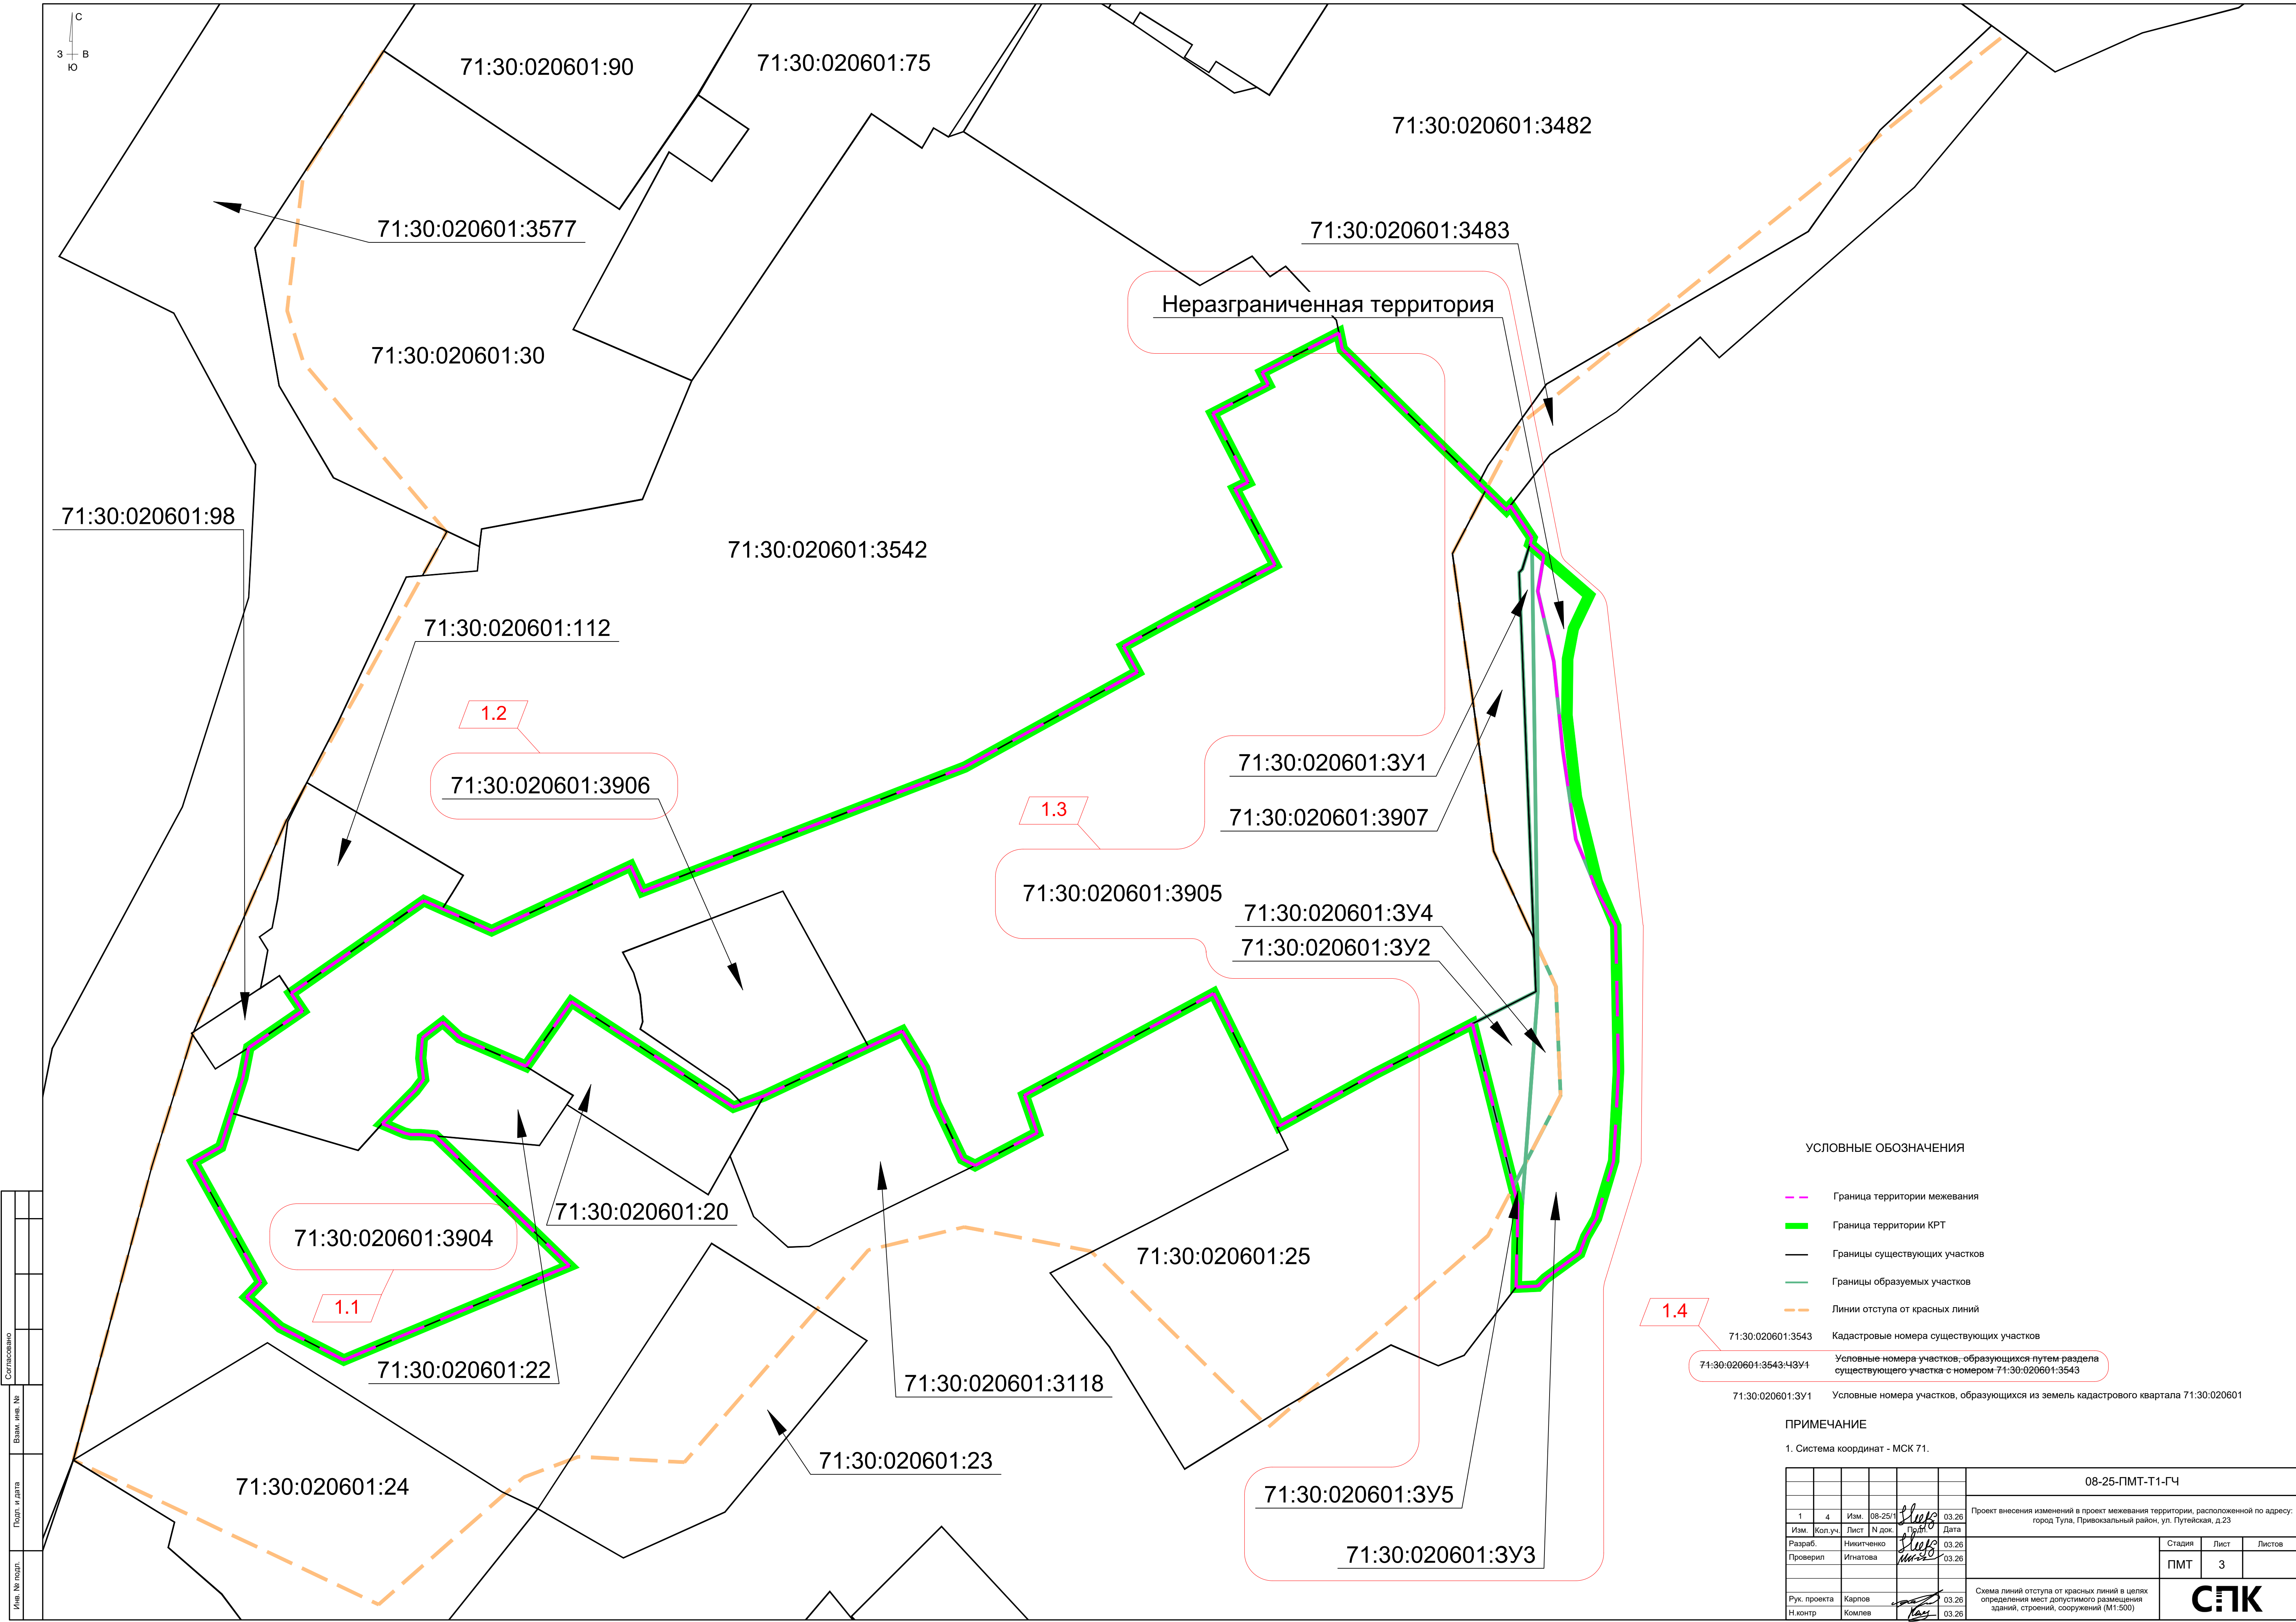 С
З В
Ю
71:30:020601:90
71:30:020601:75
71:30:020601:3482
71:30:020601:3577
71:30:020601:3483
Неразграниченная территория
71:30:020601:30
71:30:020601:98
71:30:020601:3542
71:30:020601:112
1.2
71:30:020601:3906
71:30:020601:ЗУ1
1.3
71:30:020601:3907
71:30:020601:3905
71:30:020601:ЗУ4
71:30:020601:ЗУ2
71:30:020601:20
71:30:020601:3904
71:30:020601:25
1.1
71:30:020601:22
71:30:020601:3118
71:30:020601:23
71:30:020601:24
71:30:020601:ЗУ5
71:30:020601:ЗУ3
УСЛОВНЫЕ ОБОЗНАЧЕНИЯ
Граница территории межевания
Граница территории КРТ
Границы существующих участков
Границы образуемых участков
Линии отступа от красных линий
1.4
71:30:020601:3543 Кадастровые номера существующих участков
71:30:020601:3543:ЧЗУ1 Условные номера участков, образующихся путем раздела
существующего участка с номером 71:30:020601:3543
71:30:020601:ЗУ1 Условные номера участков, образующихся из земель кадастрового квартала 71:30:020601
ПРИМЕЧАНИЕ
1. Система координат - МСК 71.
08-25-ПМТ-Т1-ГЧ
Проект внесения изменений в проект межевания территории, расположенной по адресу:
город Тула, Привокзальный район, ул. Путейская, д.23
1 4 Изм. 08-25/1 03.26
Изм. Кол.уч. Лист N док. Подп. Дата
Разраб. Никитченко 03.26
Проверил Игнатова 03.26
Стадия Лист Листов
ПМТ 3
Рук. проекта Карпов 03.26
Н.контр Комлев 03.26
Схема линий отступа от красных линий в целях
определения мест допустимого размещения
зданий, строений, сооружений (М1:500)
СПК
Согласовано
Взам. инв. №
Подп. и дата
Инв. № подл.